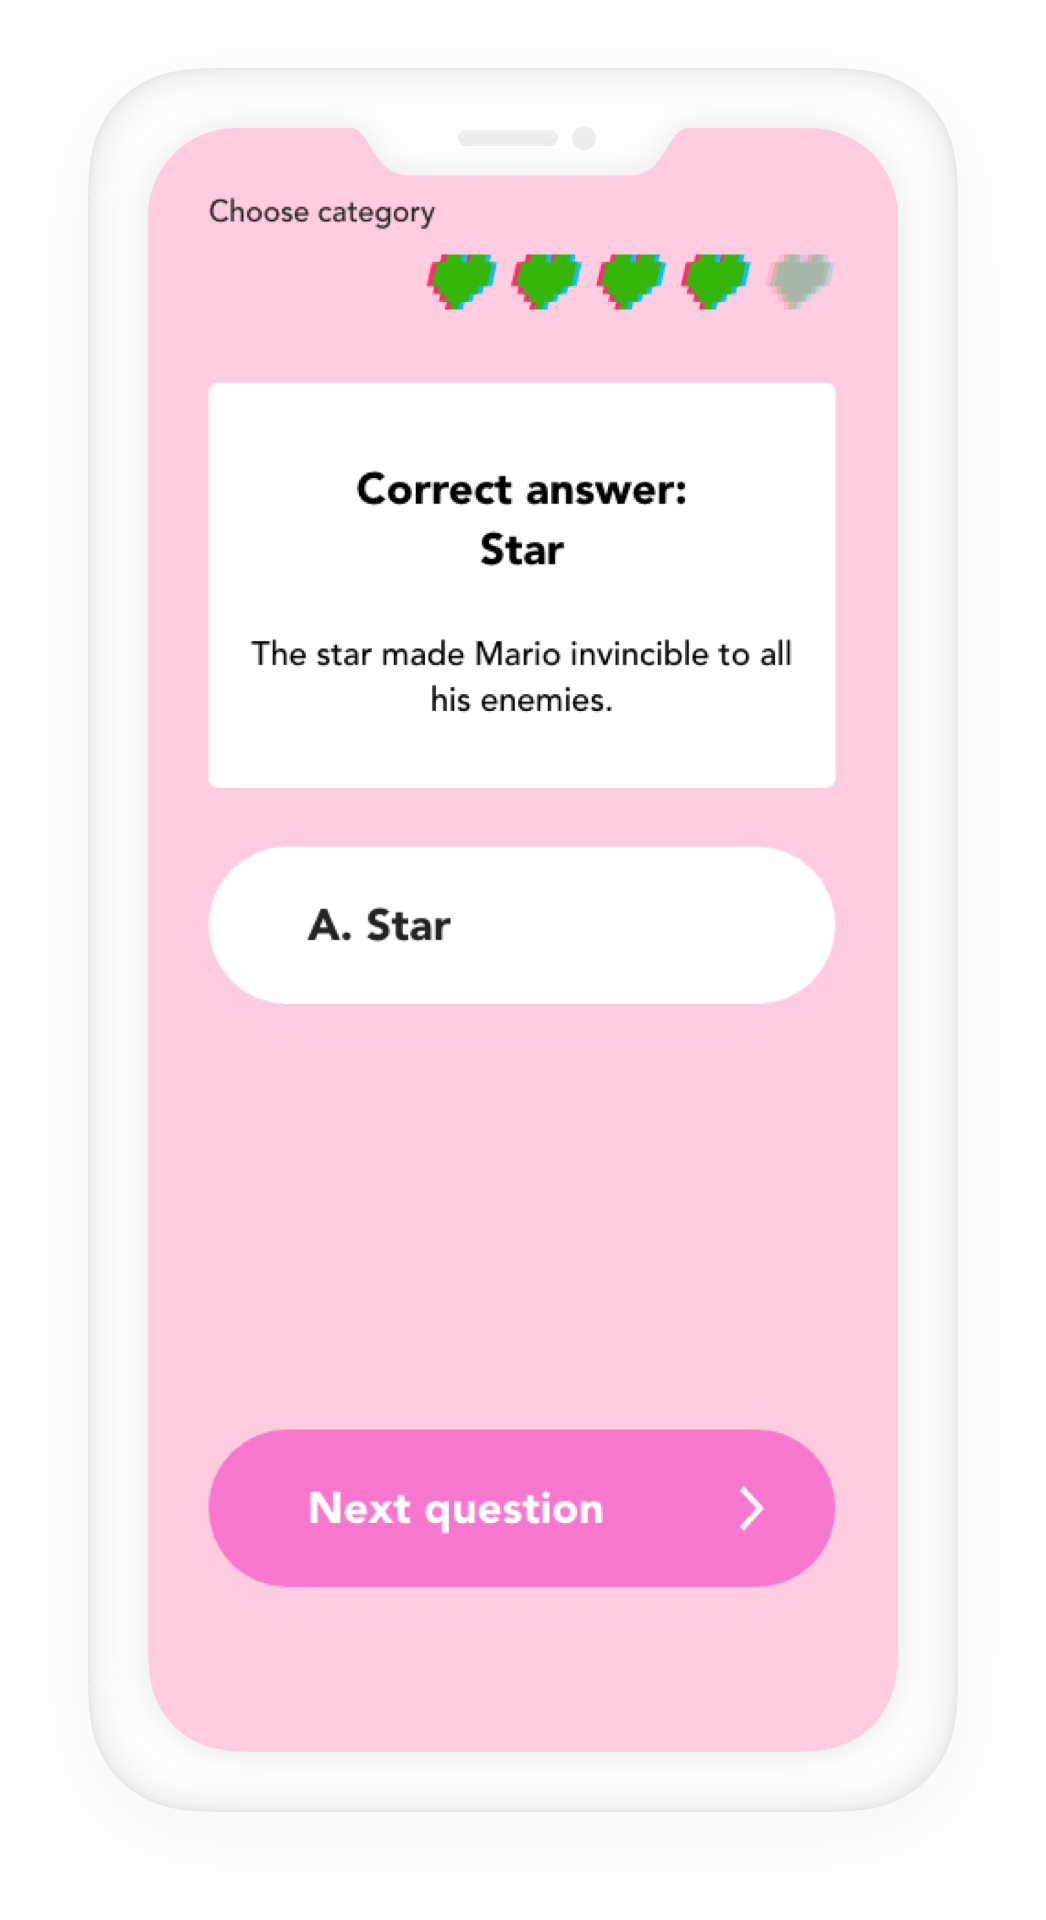 Choose category
Correct answer:
Star
The star made Mario invincible to all
his enemies.
A. Star
Next question